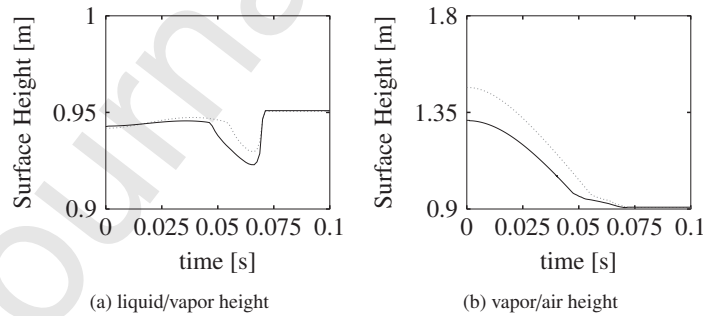 1
0.95
0.9
Surface Height [m]
0 0.025 0.05 0.075 0.1
time [s]
(a) liquid/vapor height
1.8
1.35
0.9
Surface Height [m]
0 0.025 0.05 0.075 0.1
time [s]
(b) vapor/air height
Journa